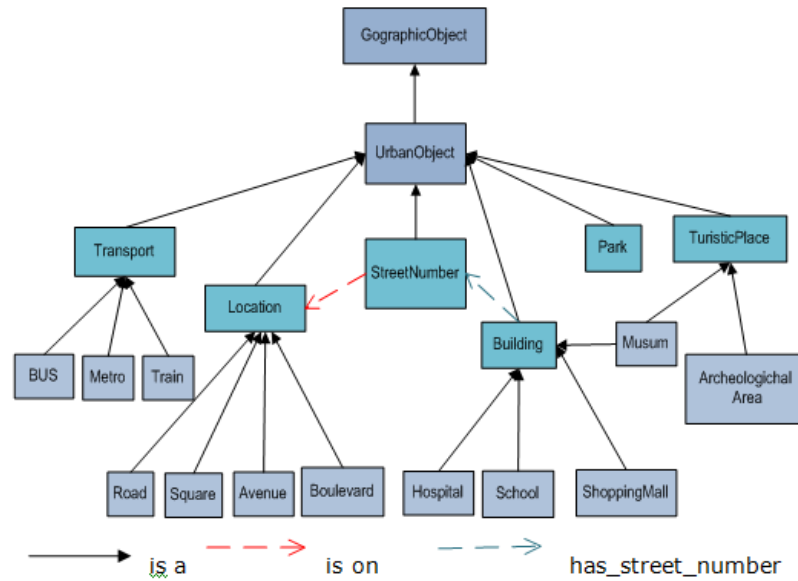 GographicObject
UrbanObject
Transport
Location
StreetNumber
Park
TuristicPlace
Building
Musum
BUS
Metro
Train
Archeologichal
Area
Road
Square
Avenue
Boulevard
Hospital
School
ShoppingMall
is a
is on
has_street_number